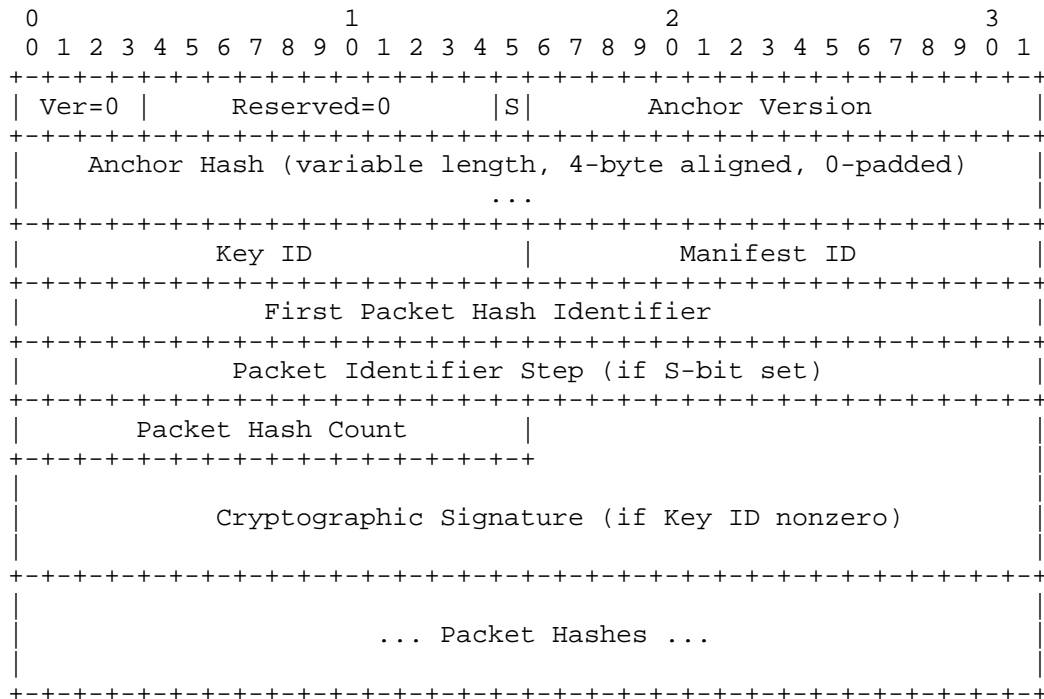 0                   1                   2                   3
 0 1 2 3 4 5 6 7 8 9 0 1 2 3 4 5 6 7 8 9 0 1 2 3 4 5 6 7 8 9 0 1
+-+-+-+-+-+-+-+-+-+-+-+-+-+-+-+-+-+-+-+-+-+-+-+-+-+-+-+-+-+-+-+-+
| Ver=0 |     Reserved=0      |S|       Anchor Version          |
+-+-+-+-+-+-+-+-+-+-+-+-+-+-+-+-+-+-+-+-+-+-+-+-+-+-+-+-+-+-+-+-+
|    Anchor Hash (variable length, 4-byte aligned, 0-padded)    |
|                             ...                               |
+-+-+-+-+-+-+-+-+-+-+-+-+-+-+-+-+-+-+-+-+-+-+-+-+-+-+-+-+-+-+-+-+
|            Key ID             |         Manifest ID           |
+-+-+-+-+-+-+-+-+-+-+-+-+-+-+-+-+-+-+-+-+-+-+-+-+-+-+-+-+-+-+-+-+
|               First Packet Hash Identifier                    |
+-+-+-+-+-+-+-+-+-+-+-+-+-+-+-+-+-+-+-+-+-+-+-+-+-+-+-+-+-+-+-+-+
|             Packet Identifier Step (if S-bit set)             |
+-+-+-+-+-+-+-+-+-+-+-+-+-+-+-+-+-+-+-+-+-+-+-+-+-+-+-+-+-+-+-+-+
|       Packet Hash Count       |                               |
+-+-+-+-+-+-+-+-+-+-+-+-+-+-+-+-+                               |
|                                                               |
|            Cryptographic Signature (if Key ID nonzero)        |
|                                                               |
+-+-+-+-+-+-+-+-+-+-+-+-+-+-+-+-+-+-+-+-+-+-+-+-+-+-+-+-+-+-+-+-+
|                                                               |
|                      ... Packet Hashes ...                    |
|                                                               |
+-+-+-+-+-+-+-+-+-+-+-+-+-+-+-+-+-+-+-+-+-+-+-+-+-+-+-+-+-+-+-+-+